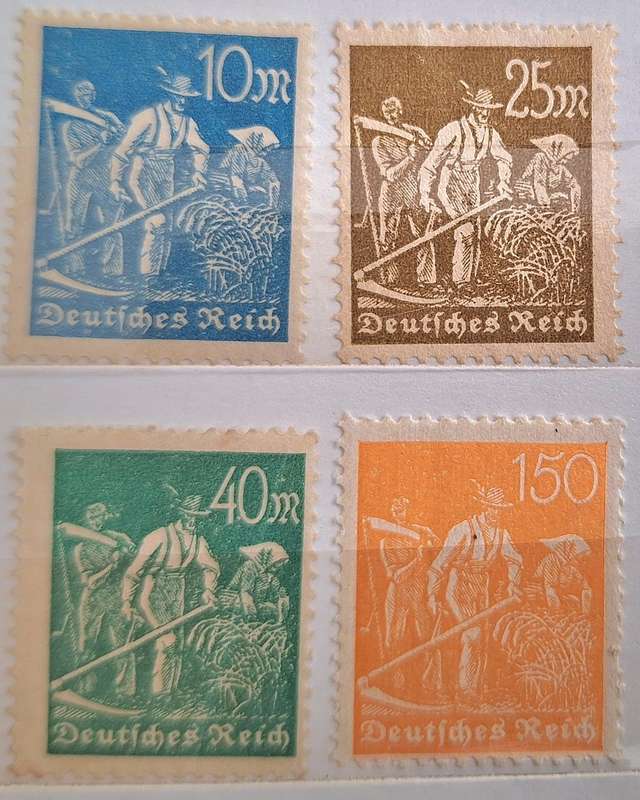 10m
Deutsches Reich
25m
Deutsches Reich
40m
Deutsches Reich
150
Deutsches Reich